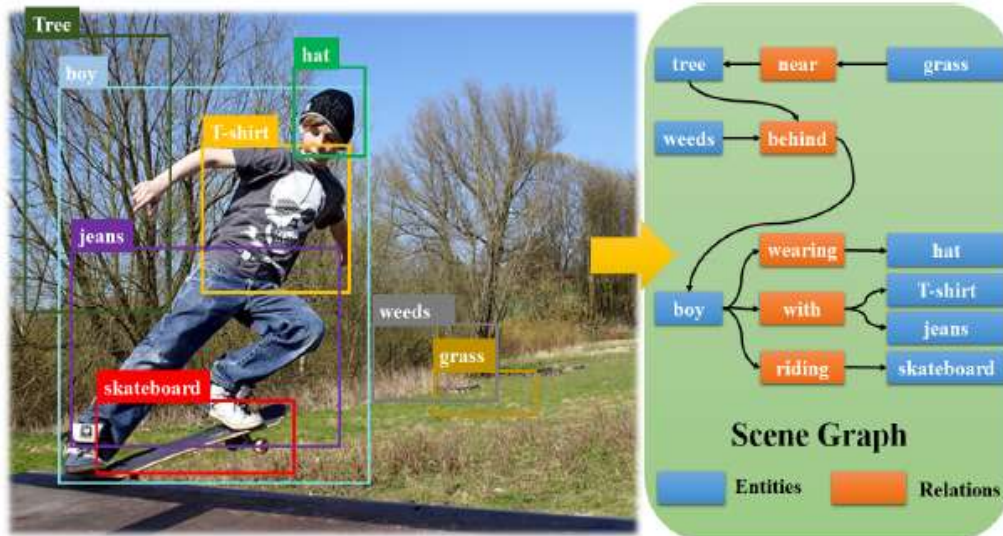 Tree
boy
hat
T-shirt
jeans
weeds
grass
skateboard
tree near grass
weeds behind
wearing hat
boy with T-shirt
jeans
riding skateboard
Scene Graph
Entities Relations